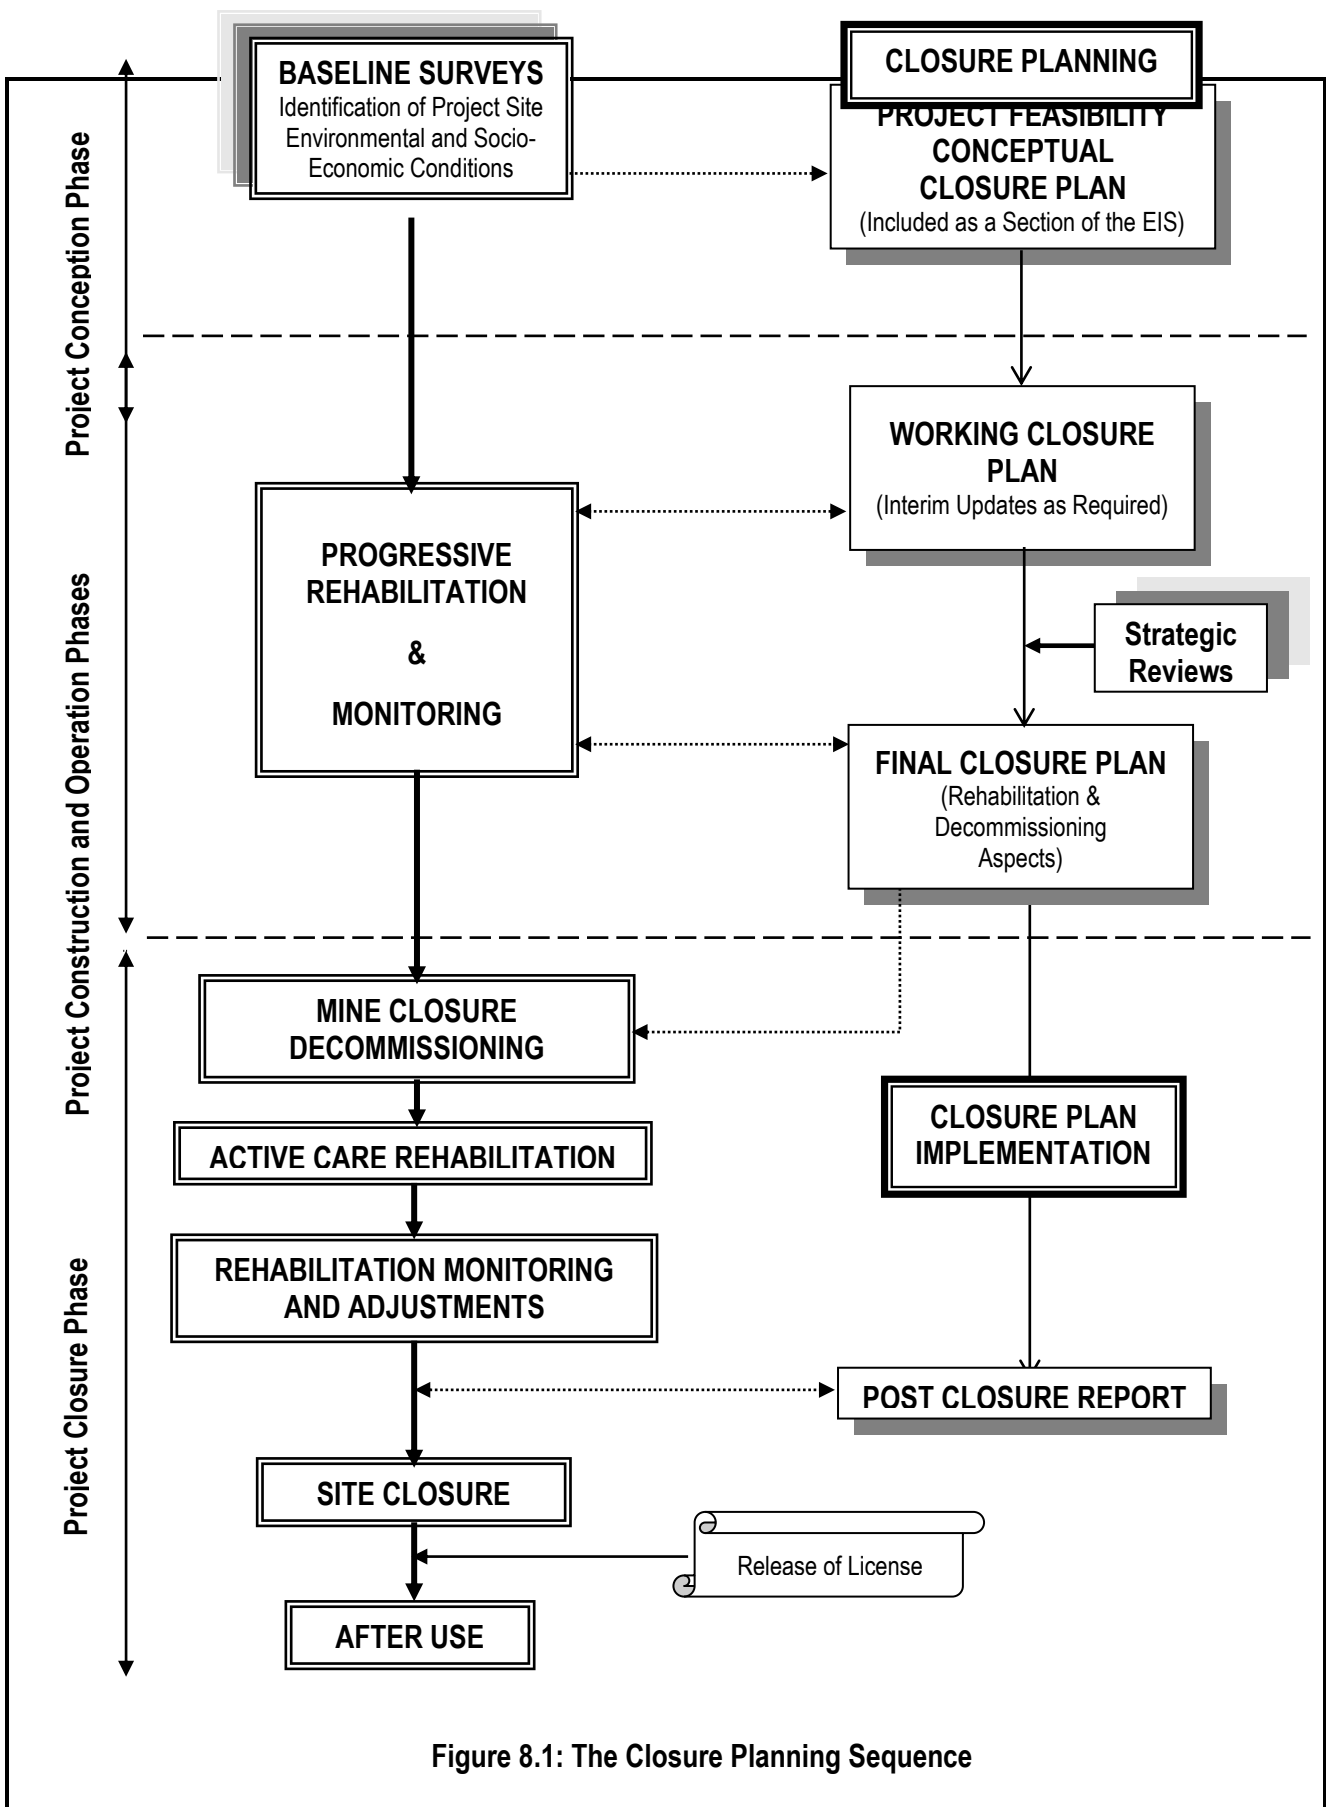 BASELINE SURVEYS
Identification of Project Site
Environmental and Socio-
Economic Conditions
CLOSURE PLANNING
PROJECT FEASIBILITY
CONCEPTUAL
CLOSURE PLAN
(Included as a Section of the EIS)
Project Conception Phase
WORKING CLOSURE
PLAN
(Interim Updates as Required)
PROGRESSIVE
REHABILITATION
&
MONITORING
Strategic
Reviews
FINAL CLOSURE PLAN
(Rehabilitation &
Decommissioning
Aspects)
Project Construction and Operation Phases
MINE CLOSURE
DECOMMISSIONING
ACTIVE CARE REHABILITATION
CLOSURE PLAN
IMPLEMENTATION
REHABILITATION MONITORING
AND ADJUSTMENTS
POST CLOSURE REPORT
Project Closure Phase
SITE CLOSURE
Release of License
AFTER USE
Figure 8.1: The Closure Planning Sequence